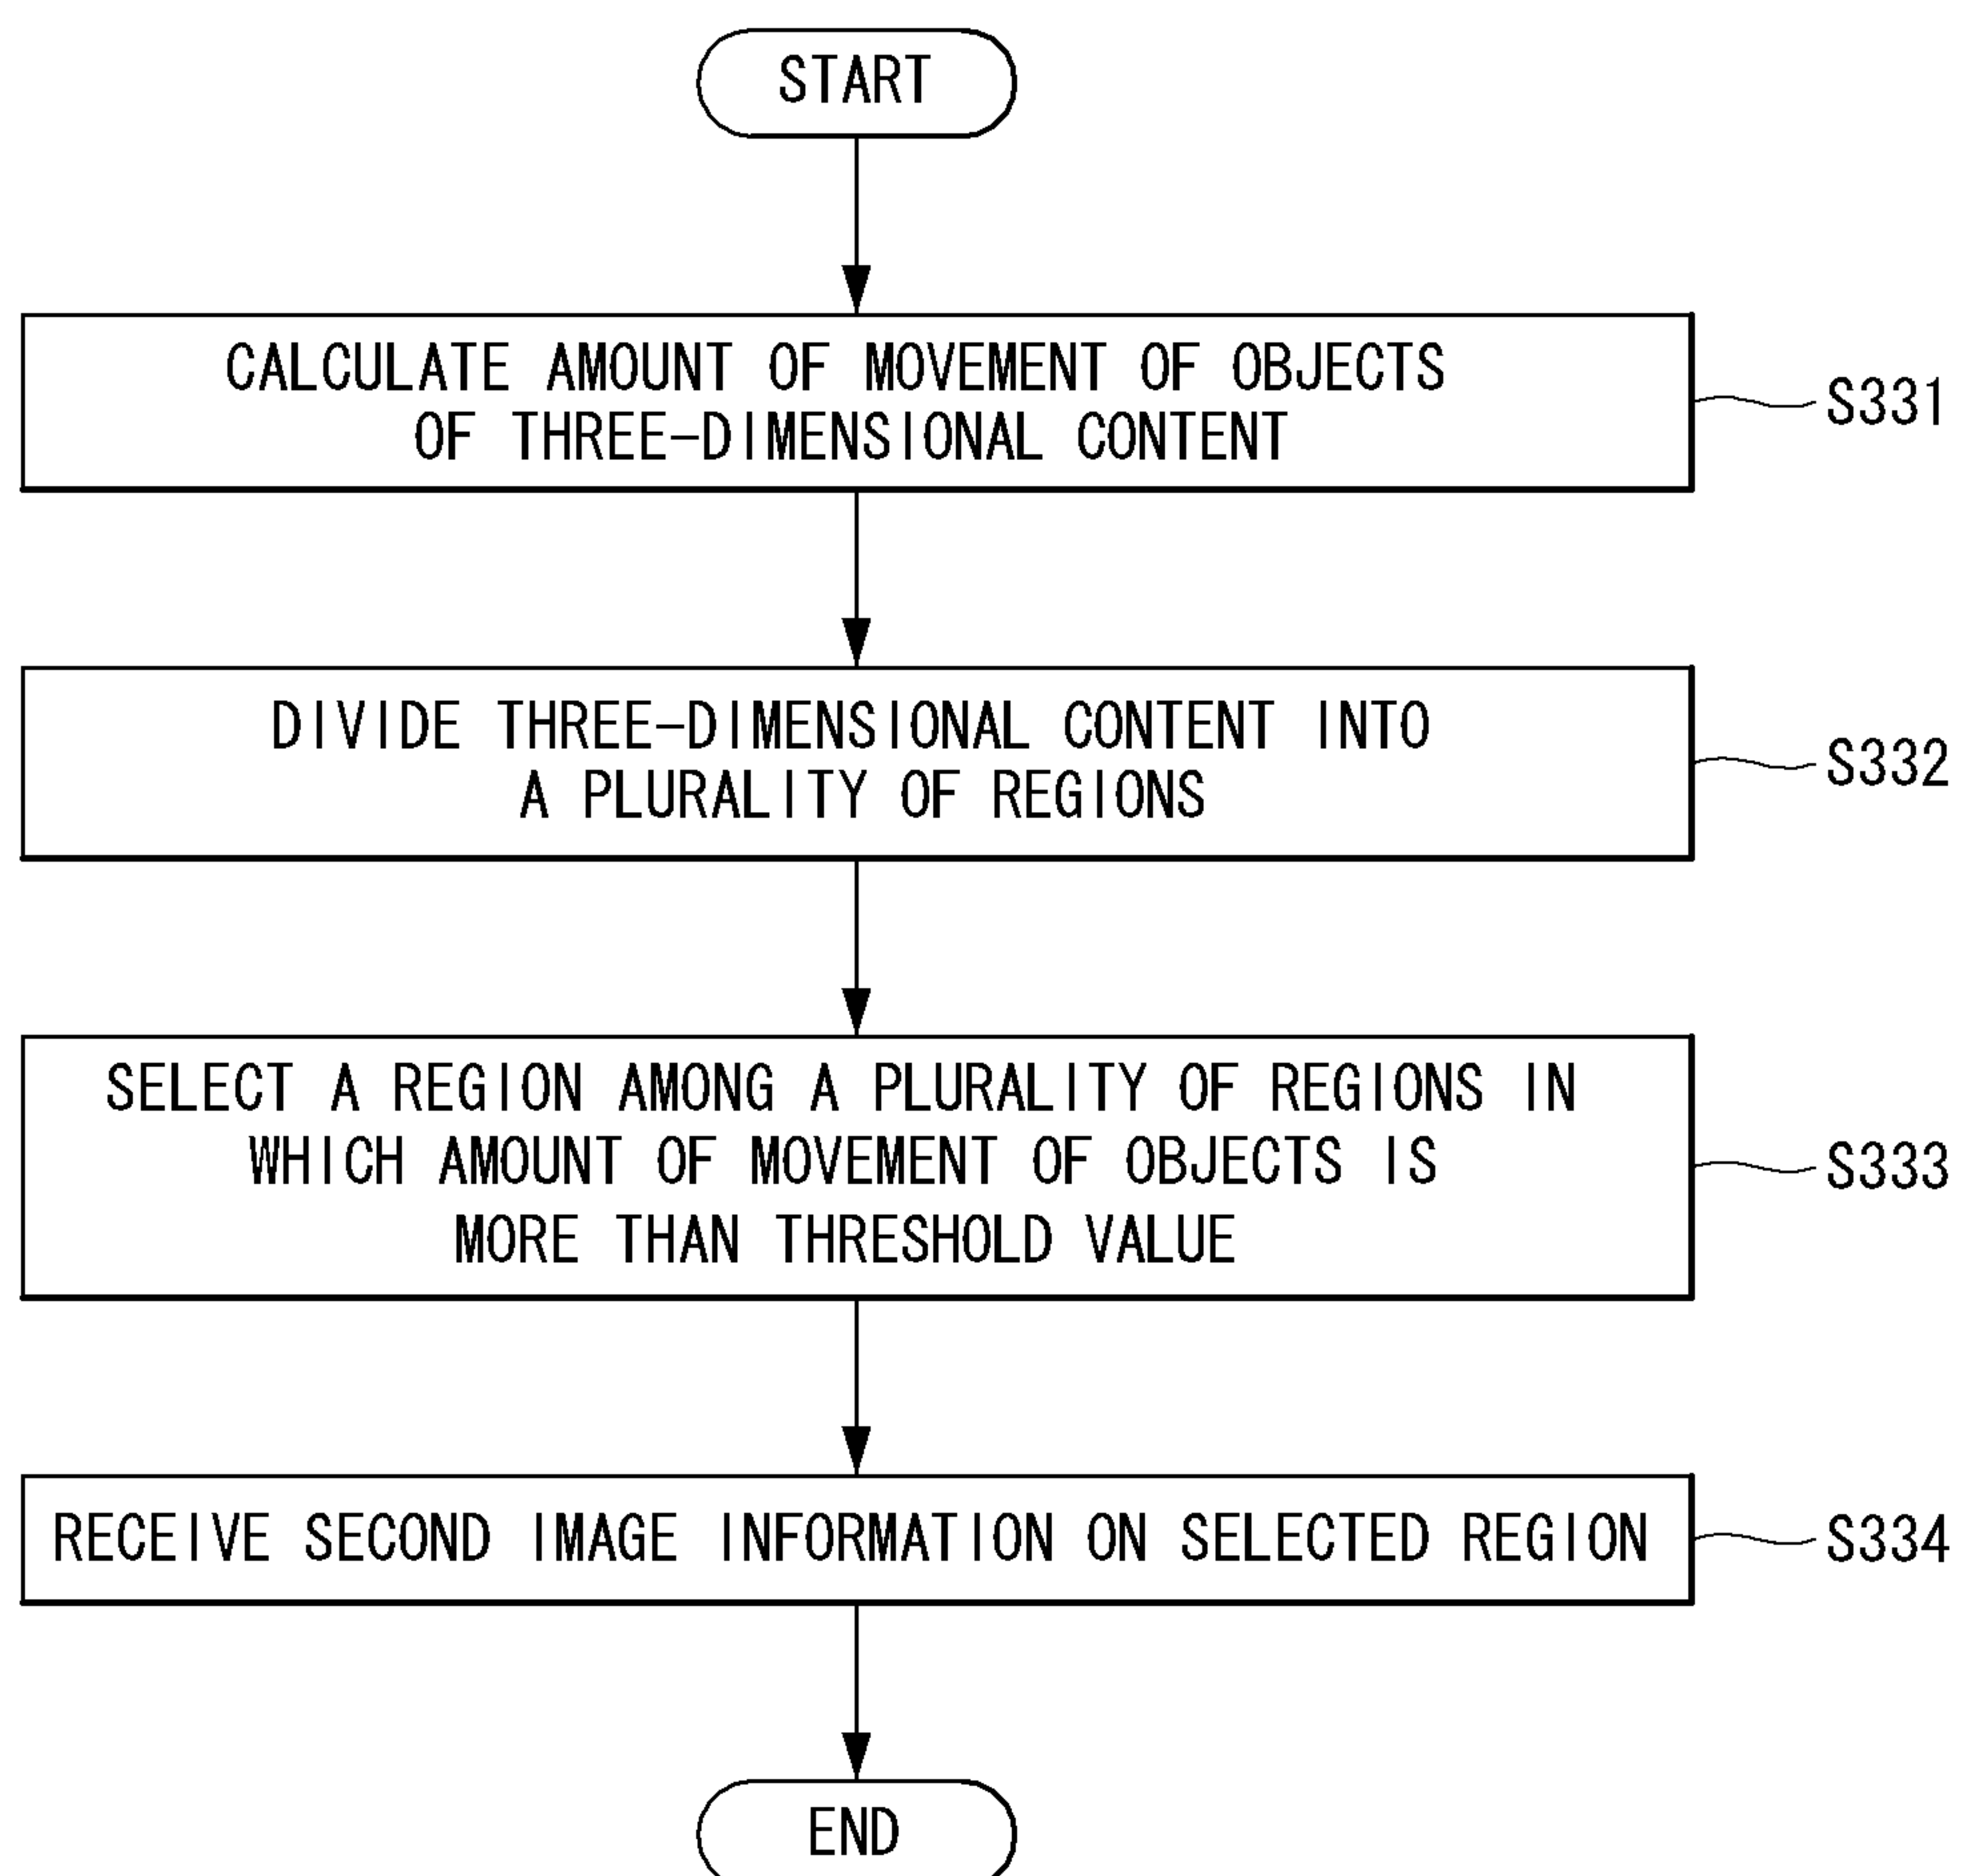 START
CALCULATE AMOUNT OF MOVEMENT OF OBJECTS
OF THREE-DIMENSIONAL CONTENT
S331
DIVIDE THREE-DIMENSIONAL CONTENT INTO
A PLURALITY OF REGIONS
S332
SELECT A REGION AMONG A PLURALITY OF REGIONS IN
WHICH AMOUNT OF MOVEMENT OF OBJECTS IS
MORE THAN THRESHOLD VALUE
S333
RECEIVE SECOND IMAGE INFORMATION ON SELECTED REGION
S334
END